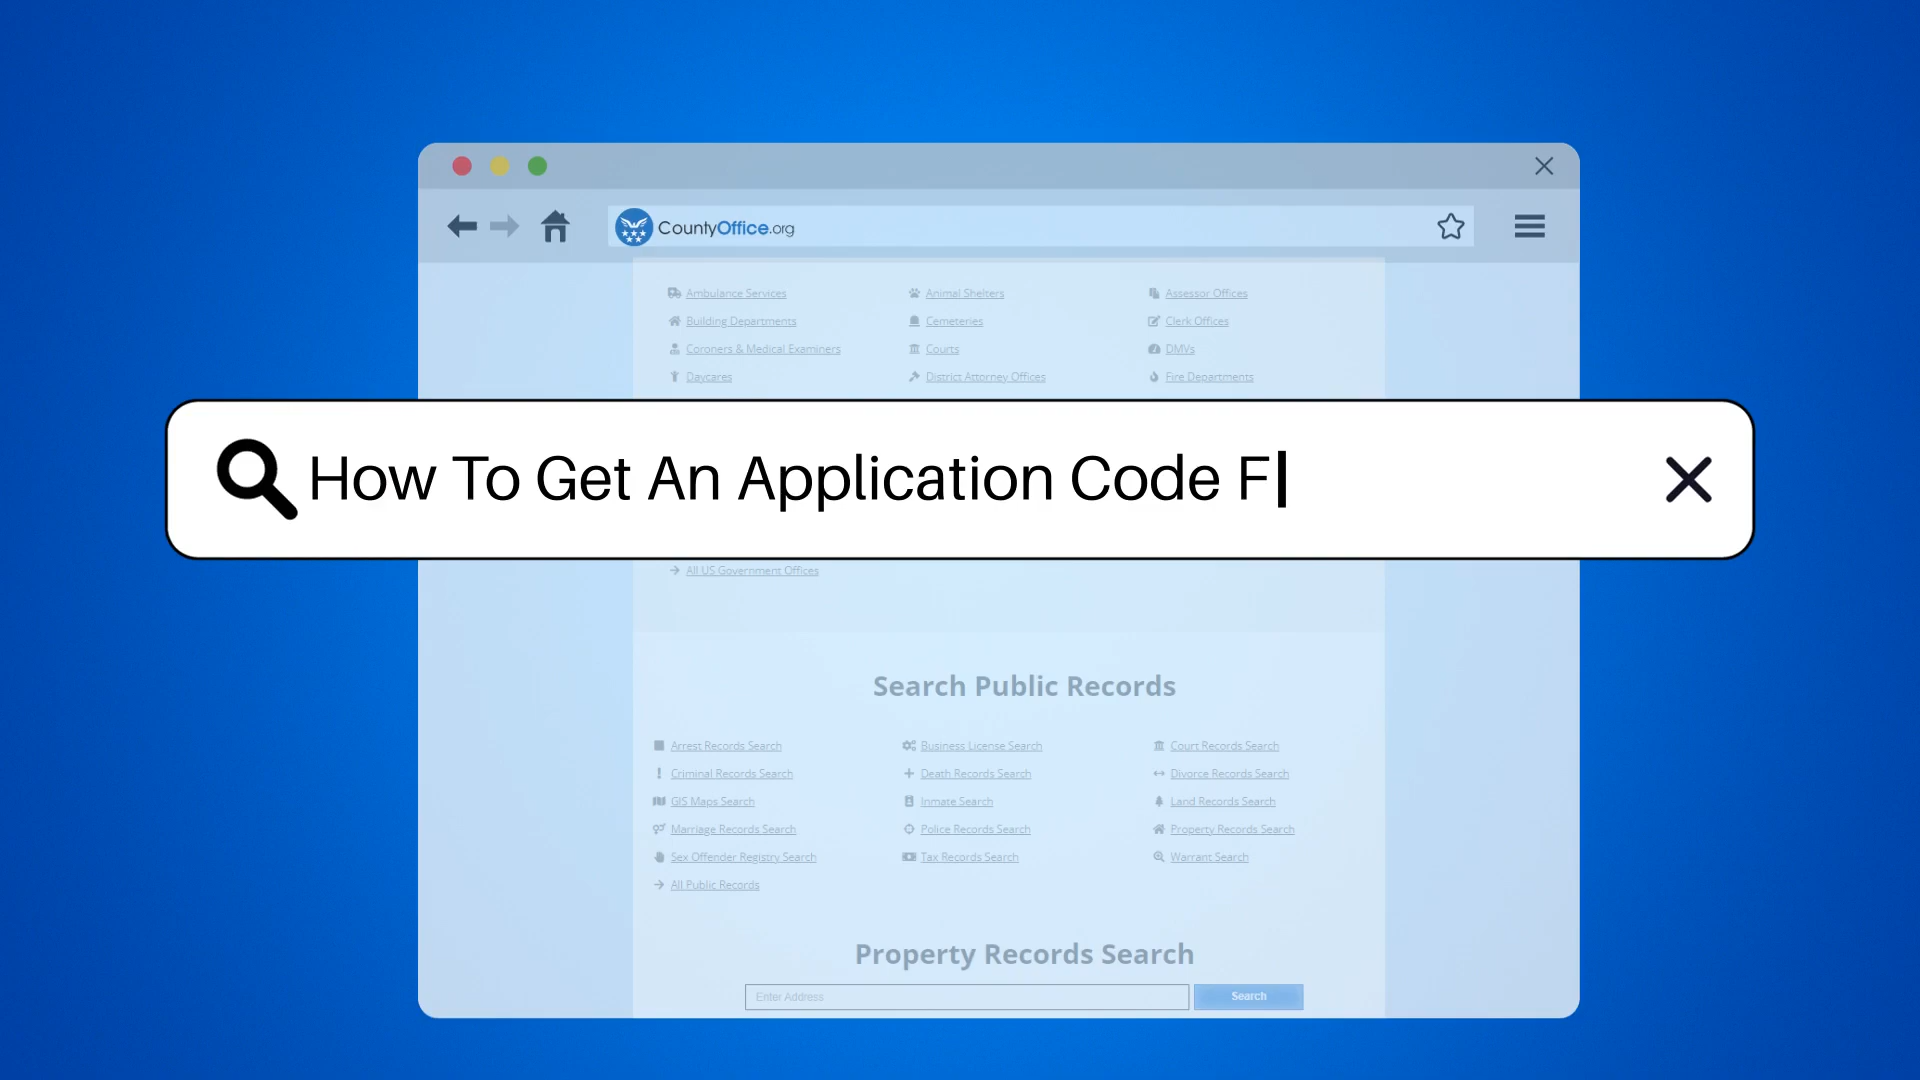 CountyOffice.org
Ambulance Services Animal Shelters Assessor Offices
Building Departments Cemeteries Clerk Offices
Coroners & Medical Examiners Courts DMVs
Daycares District Attorney Offices Fire Departments
How To Get An Application Code F
All US Government Offices
Search Public Records
Arrest Records Search Business License Search Court Records Search
Criminal Records Search Death Records Search Divorce Records Search
GIS Maps Search Inmate Search Land Records Search
Marriage Records Search Police Records Search Property Records Search
Sex Offender Registry Search Tax Records Search Warrant Search
All Public Records
Property Records Search
Enter Address Search